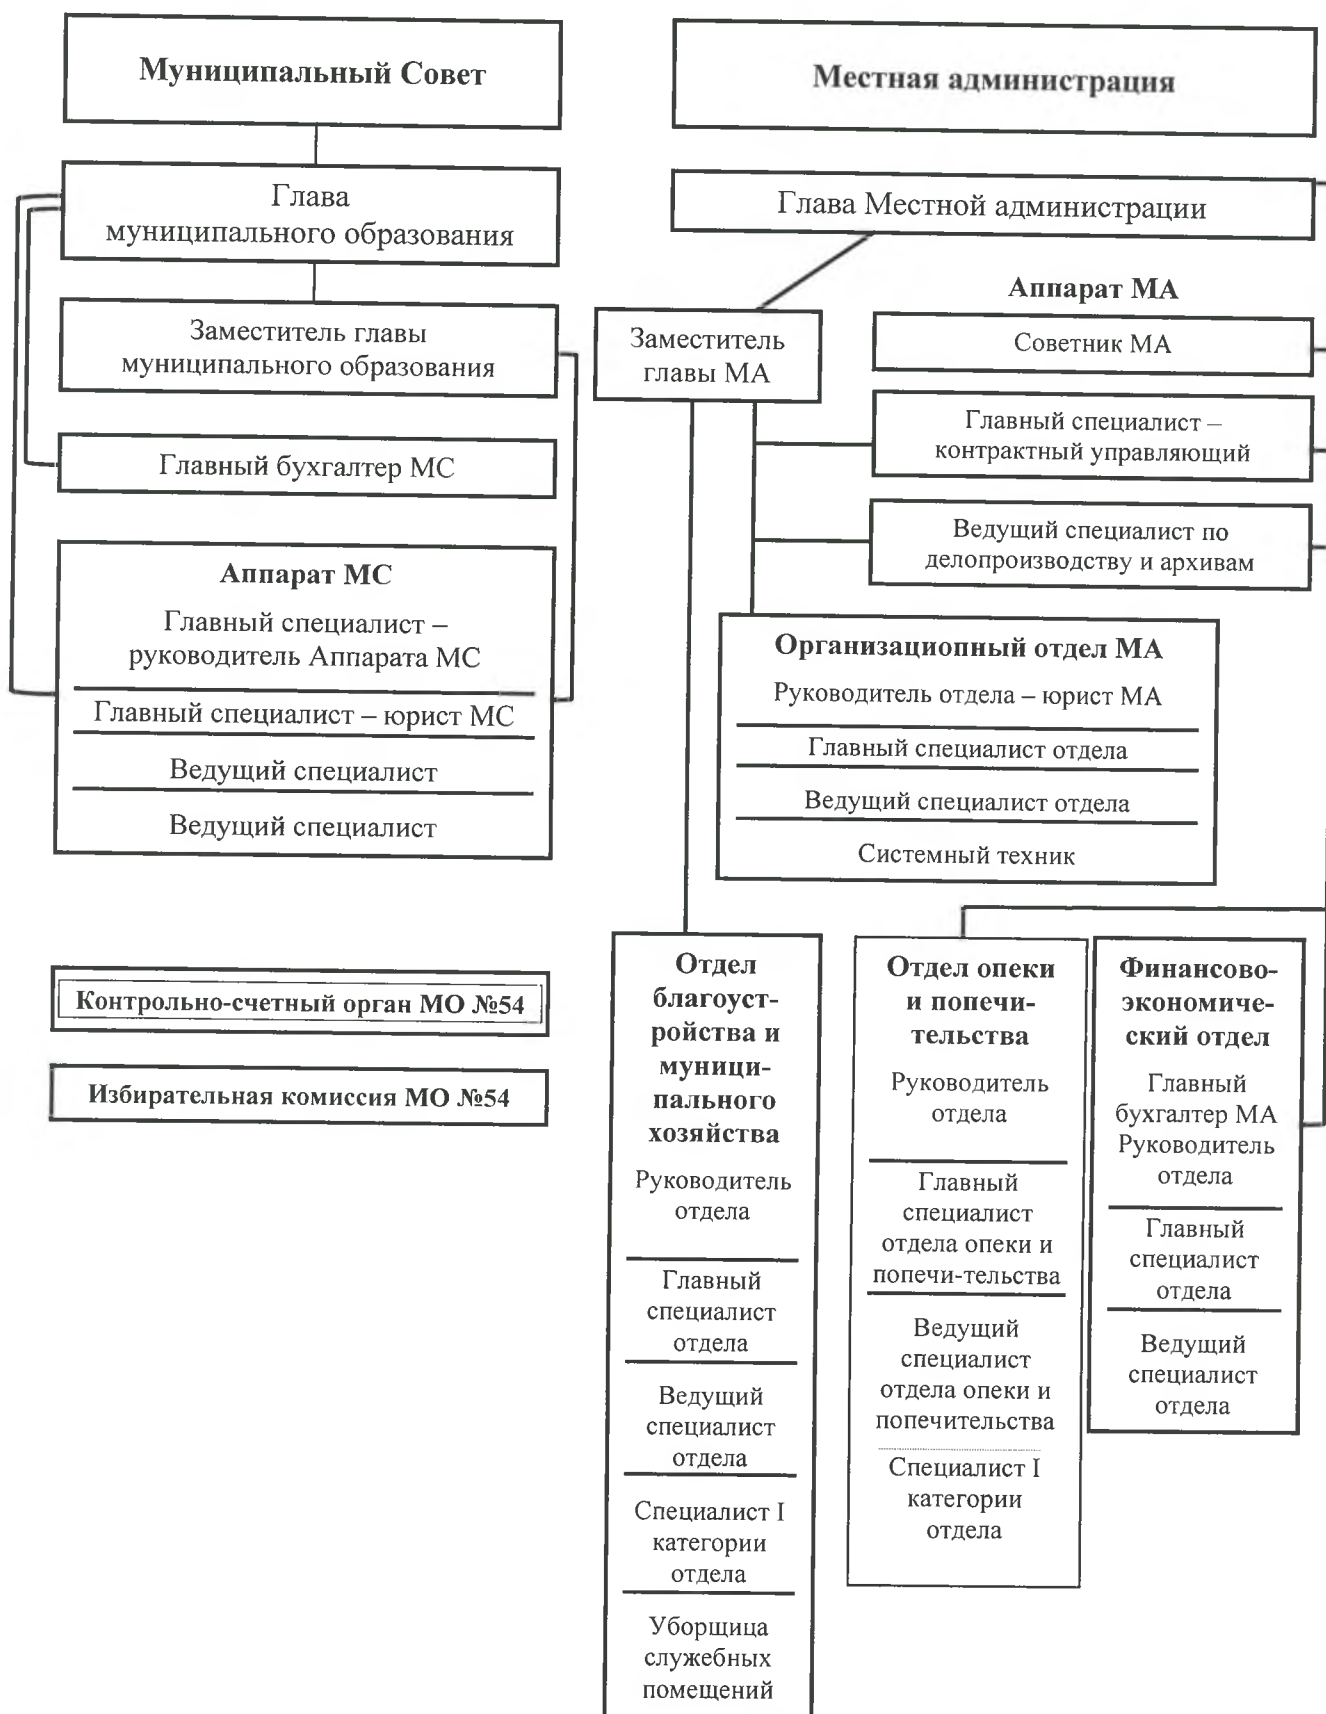 Муниципальный Совет
Глава
муниципального образования
Заместитель главы
муниципального образования
Главный бухгалтер МС
Аппарат МС
Главный специалист –
руководитель Аппарата МС
Главный специалист – юрист МС
Ведущий специалист
Ведущий специалист
Контрольно-счетный орган МО №54
Избирательная комиссия МО №54
Местная администрация
Глава Местной администрации
Заместитель
главы МА
Аппарат МА
Советник МА
Главный специалист –
контрактный управляющий
Ведущий специалист по
делопроизводству и архивам
Организационный отдел МА
Руководитель отдела – юрист МА
Главный специалист отдела
Ведущий специалист отдела
Системный техник
Отдел
благоуст-
ройства и
муници-
пального
хозяйства
Руководитель
отдела
Главный
специалист
отдела
Ведущий
специалист
отдела
Специалист I
категории
отдела
Уборщица
служебных
помещений
Отдел опеки
и попечи-
тельства
Руководитель
отдела
Главный
специалист
отдела опеки и
попечи-тельства
Ведущий
специалист
отдела опеки и
попечительства
Специалист I
категории
отдела
Финансово-
экономиче-
ский отдел
Главный
бухгалтер МА
Руководитель
отдела
Главный
специалист
отдела
Ведущий
специалист
отдела